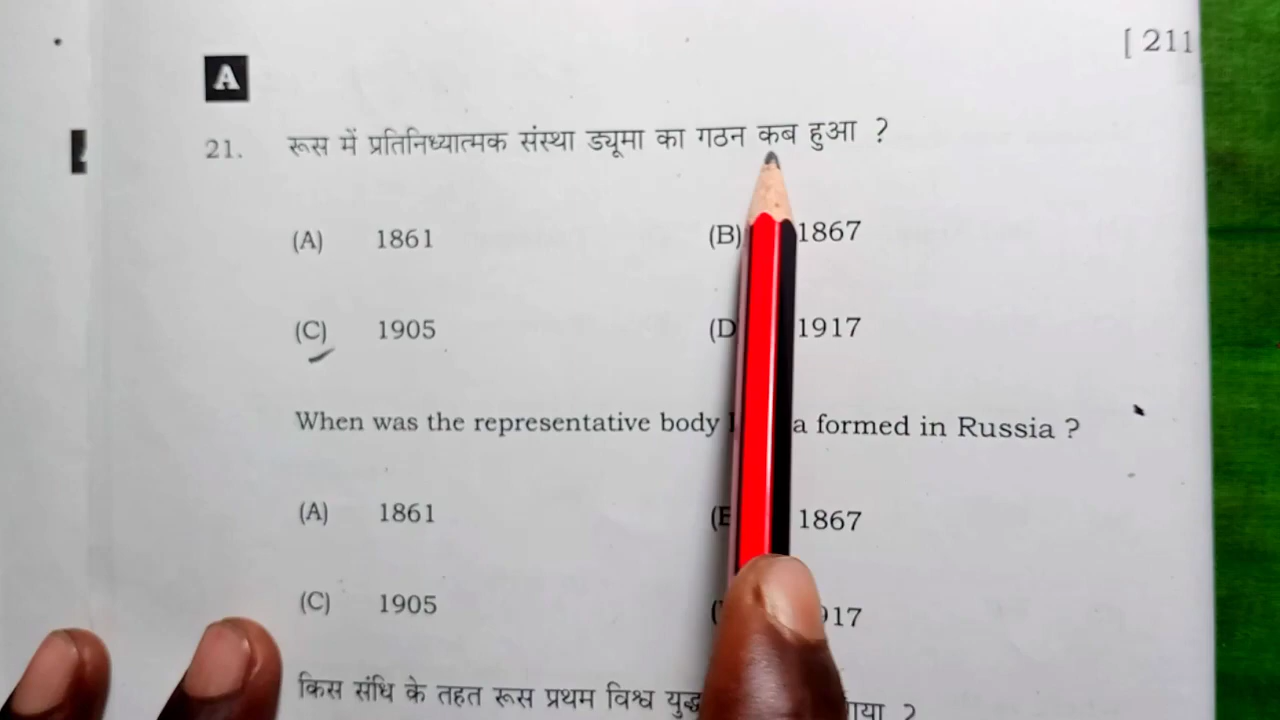 [ 211
A
21. रूस में प्रतिनिध्यात्मक संस्था ड्यूमा का गठन कब हुआ ?
(A) 1861 (B) 1867
(C) 1905 (D 1917
When was the representative body a formed in Russia ?
(A) 1861 1867
(C) 1905 17
किस संधि के तहत रूस प्रथम विश्व युद्ध ?